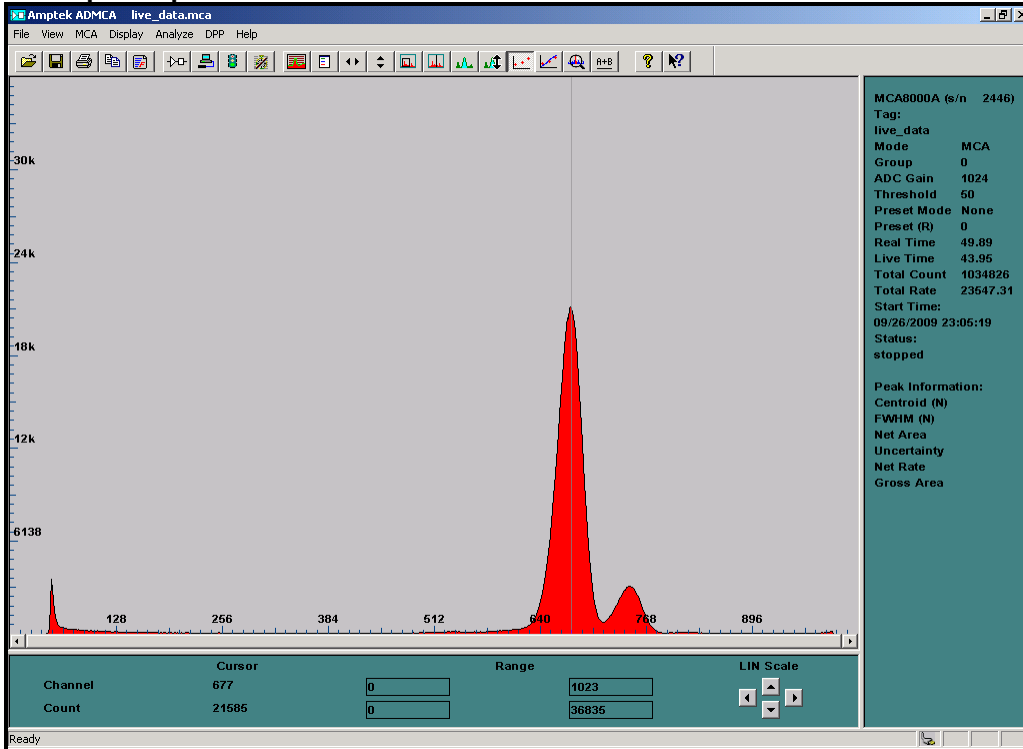 Amptek ADMCA live_data.mca
File View MCA Display Analyze DPP Help
A+B
MCA8000A (s/n 2446)
Tag:
live_data
Mode MCA
Group 0
ADC Gain 1024
Threshold 50
Preset Mode None
Preset (R) 0
Real Time 49.89
Live Time 43.95
Total Count 1034826
Total Rate 23547.31
Start Time:
09/26/2009 23:05:19
Status:
stopped
Peak Information:
Centroid (N)
FWHM (N)
Net Area
Uncertainty
Net Rate
Gross Area
30k
24k
18k
12k
6138
128 256 384 512 640 768 896
Cursor Range LIN Scale
Channel 677 0 1023
Count 21585 0 36835
Ready